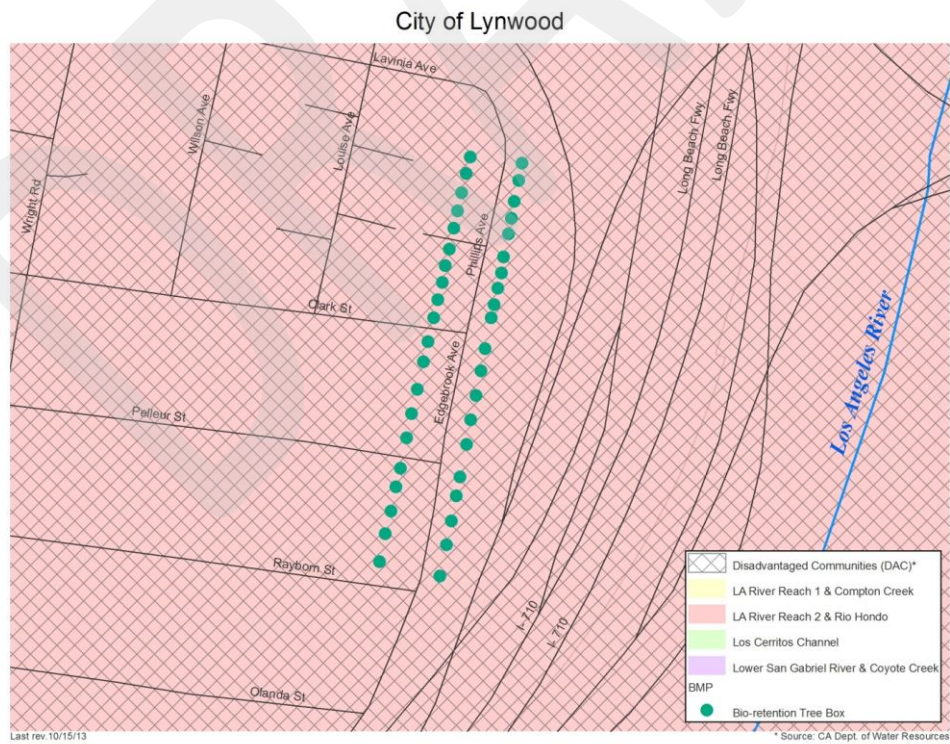 City of Lynwood
Lavinia Ave
Wilson Ave
Louise Ave
Long Beach Fwy
Long Beach Fwy
Wright Rd
Phillips Ave
Clark St
Edgebrook Ave
Los Angeles River
Pelleur St
Rayborn St
I- 710
I- 710
Olanda St
Disadvantaged Communities (DAC)*
LA River Reach 1 & Compton Creek
LA River Reach 2 & Rio Hondo
Los Cerritos Channel
Lower San Gabriel River & Coyote Creek
BMP
Bio-retention Tree Box
Last rev.10/15/13
* Source: CA Dept. of Water Resources